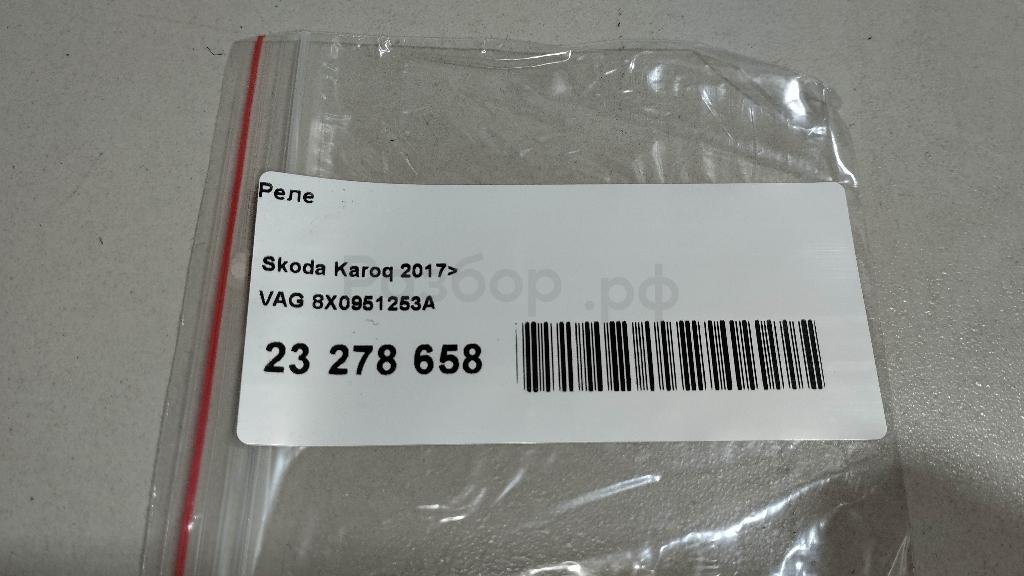 Реле
Skoda Karoq 2017>
Разбор.рф
VAG 8X0951253A
23 278 658